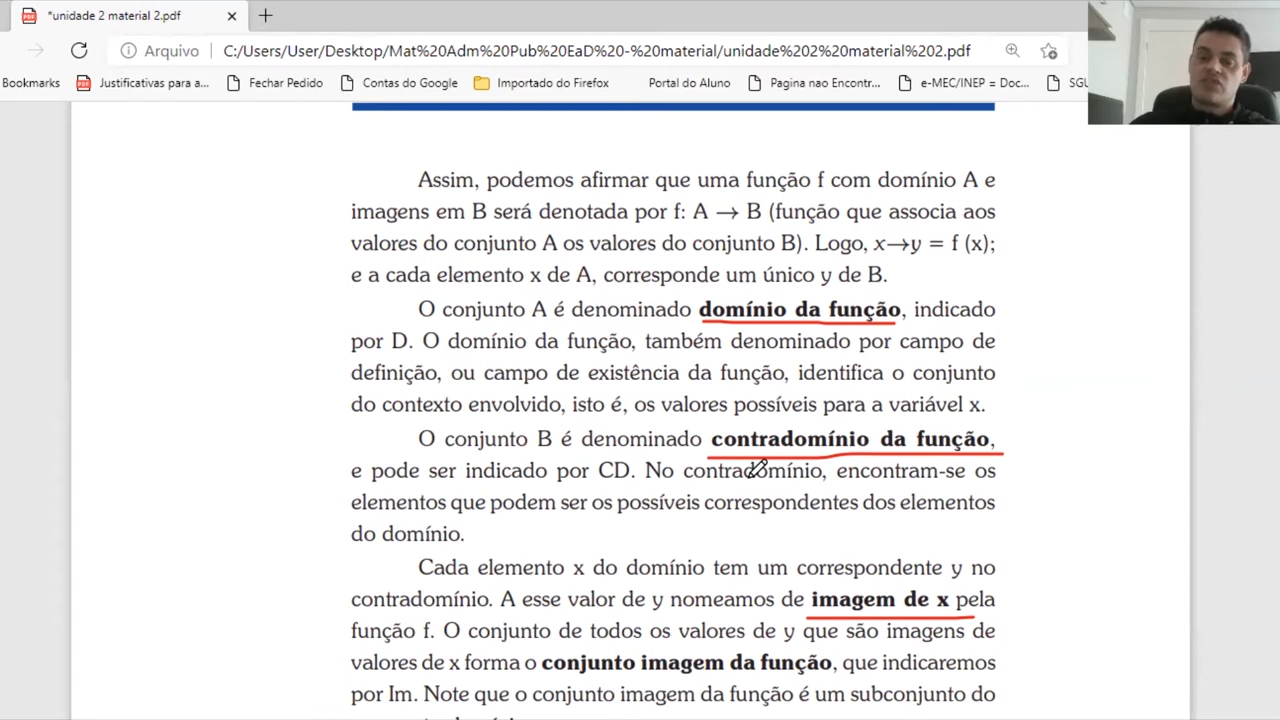 *unidade 2 material 2.pdf
Arquivo C:/Users/User/Desktop/Mat%20Adm%20Pub%20EaD%20-%20material/unidade%202%20material%202.pdf
Bookmarks Justificativas para a... Fechar Pedido Contas do Google Importado do Firefox Portal do Aluno Pagina nao Encontr... e-MEC/INEP = Doc... SGU
Assim, podemos afirmar que uma função f com domínio A e
imagens em B será denotada por f: A → B (função que associa aos
valores do conjunto A os valores do conjunto B). Logo, x→y = f (x);
e a cada elemento x de A, corresponde um único y de B.
O conjunto A é denominado domínio da função, indicado
por D. O domínio da função, também denominado por campo de
definição, ou campo de existência da função, identifica o conjunto
do contexto envolvido, isto é, os valores possíveis para a variável x.
O conjunto B é denominado contradomínio da função,
e pode ser indicado por CD. No contradomínio, encontram-se os
elementos que podem ser os possíveis correspondentes dos elementos
do domínio.
Cada elemento x do domínio tem um correspondente y no
contradomínio. A esse valor de y nomeamos de imagem de x pela
função f. O conjunto de todos os valores de y que são imagens de
valores de x forma o conjunto imagem da função, que indicaremos
por Im. Note que o conjunto imagem da função é um subconjunto do